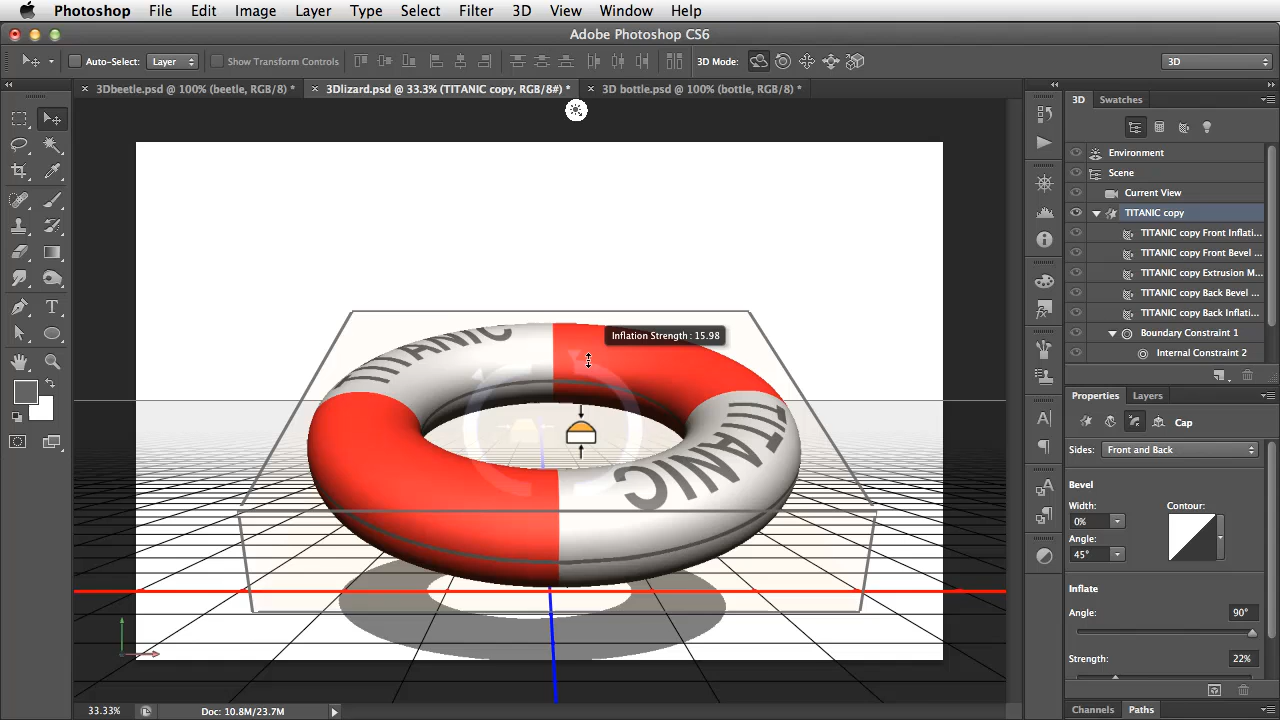 Photoshop File Edit Image Layer Type Select Filter 3D View Window Help
Adobe Photoshop CS6
Auto-Select: Layer Show Transform Controls 3D Mode: 3D
3Dbeetle.psd @ 100% (beetle, RGB/8) * 3Dlizard.psd @ 33.3% (TITANIC copy, RGB/8#) * 3D bottle.psd @ 100% (bottle, RGB/8) *
3D Swatches
Environment
Scene
Current View
TITANIC copy
TITANIC copy Front Inflati...
TITANIC copy Front Bevel ...
TITANIC copy Extrusion M...
TITANIC copy Back Bevel ...
TITANIC copy Back Inflati...
Boundary Constraint 1
Internal Constraint 2
TITANIC
Inflation Strength : 15.98
TITANIC
Properties Layers
Cap
Sides: Front and Back
Bevel
Width: Contour:
0%
Angle:
45°
Inflate
Angle: 90°
Strength: 22%
Channels Paths
33.33% Doc: 10.8M/23.7M